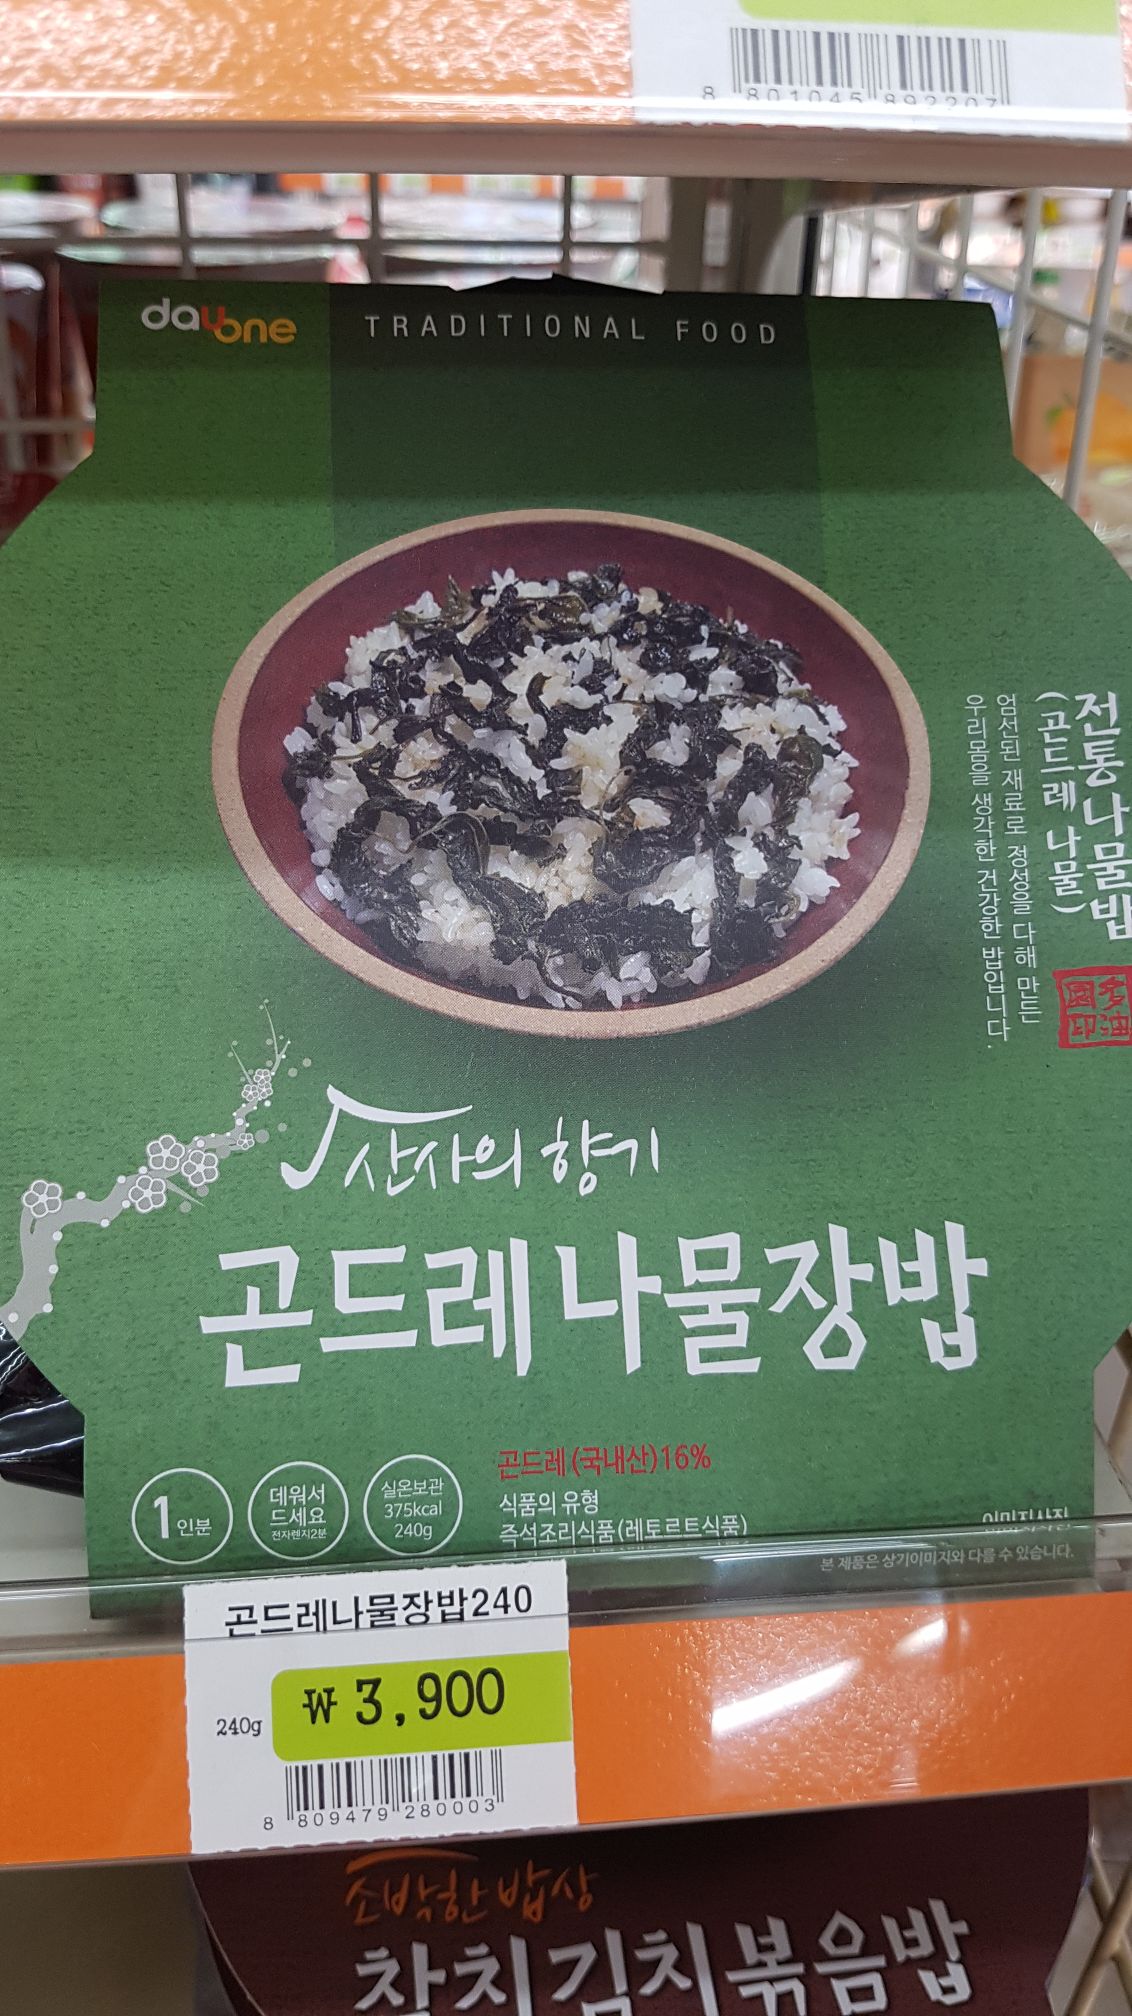 8 801045 892207
dayone
TRADITIONAL FOOD
전통나물밥
(곤드레 나물)
엄선된 재료로 정성을 다해 만든
우리몸을 생각한 건강한 밥입니다.
산사의 향기
곤드레나물장밥
곤드레(국내산)16%
1인분
데워서
드세요
전자렌지2분
실온보관
375kcal
240g
식품의 유형
즉석조리식품(레토르트식품)
이미지사진
본 제품은 상기이미지와 다를 수 있습니다.
곤드레나물장밥240
240g
₩ 3,900
8 809479 280003
소박한 밥상
참치김치볶음밥